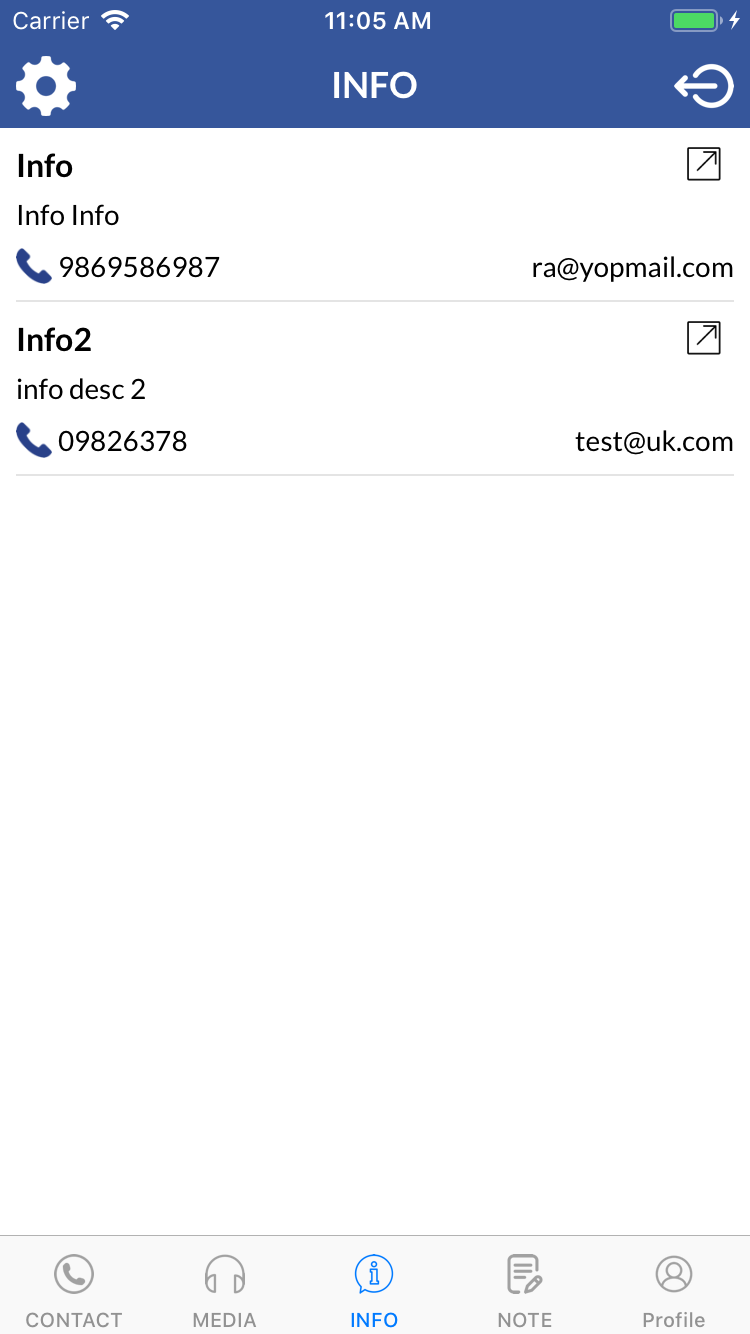 Carrier 11:05 AM
INFO
Info
Info Info
9869586987 ra@yopmail.com
Info2
info desc 2
09826378 test@uk.com
CONTACT MEDIA INFO NOTE Profile